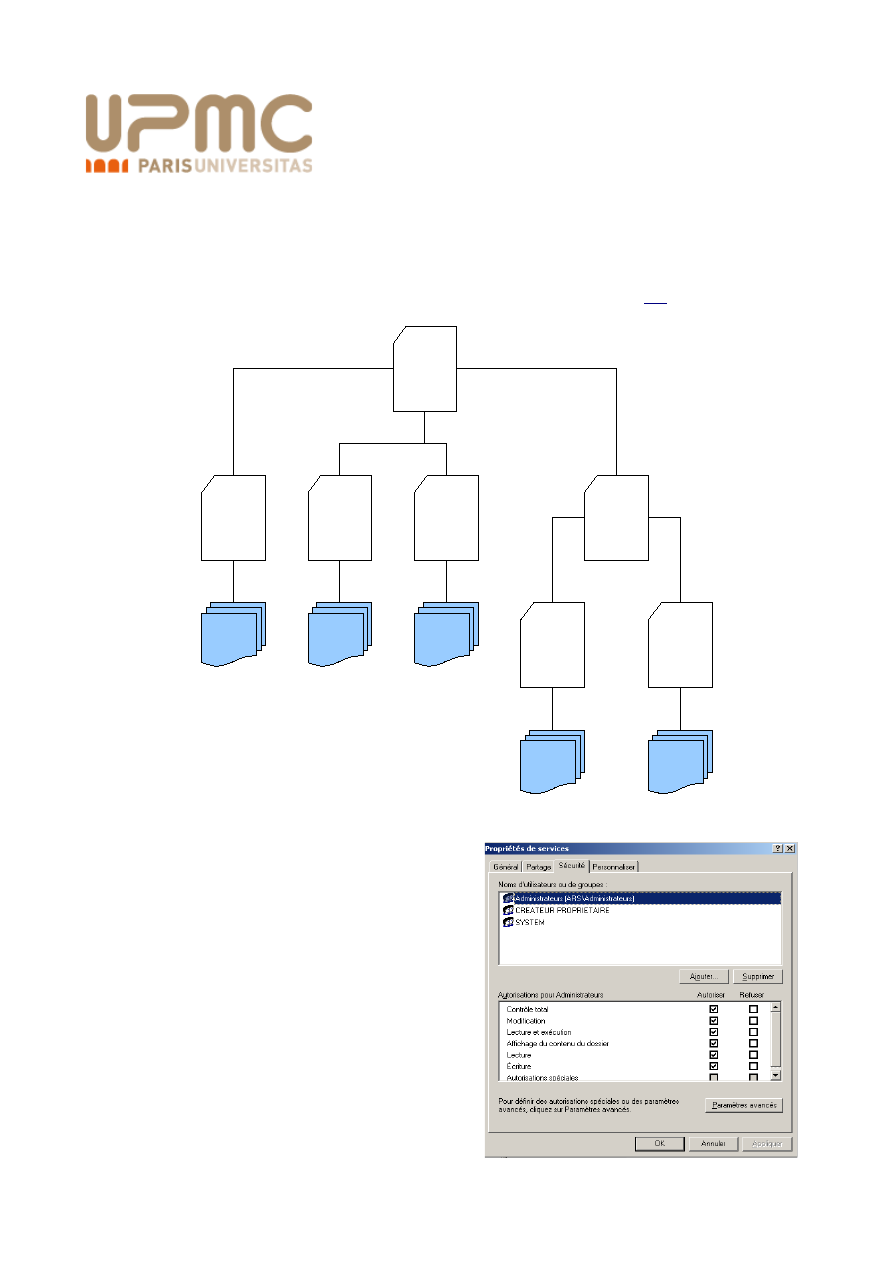 UPMC
PARISUNIVERSITAS
Propriétés de services
Général Partage Sécurité Personnaliser
Noms d'utilisateurs ou de groupes :
Administrateurs (ARS\Administrateurs)
CREATEUR PROPRIETAIRE
SYSTEM
Ajouter... Supprimer
Autorisations pour Administrateurs Autoriser Refuser
Contrôle total
Modification
Lecture et exécution
Affichage du contenu du dossier
Lecture
Écriture
Autorisations spéciales
Pour définir des autorisations spéciales ou des paramètres
avancés, cliquez sur Paramètres avancés.
Paramètres avancés
OK Annuler Appliquer